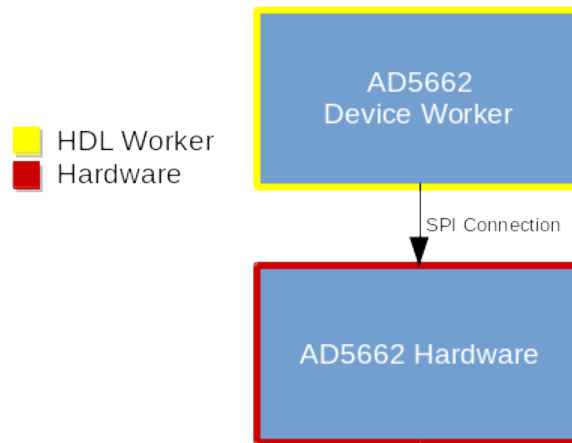 AD5662
Device Worker
HDL Worker
Hardware
SPI Connection
AD5662 Hardware